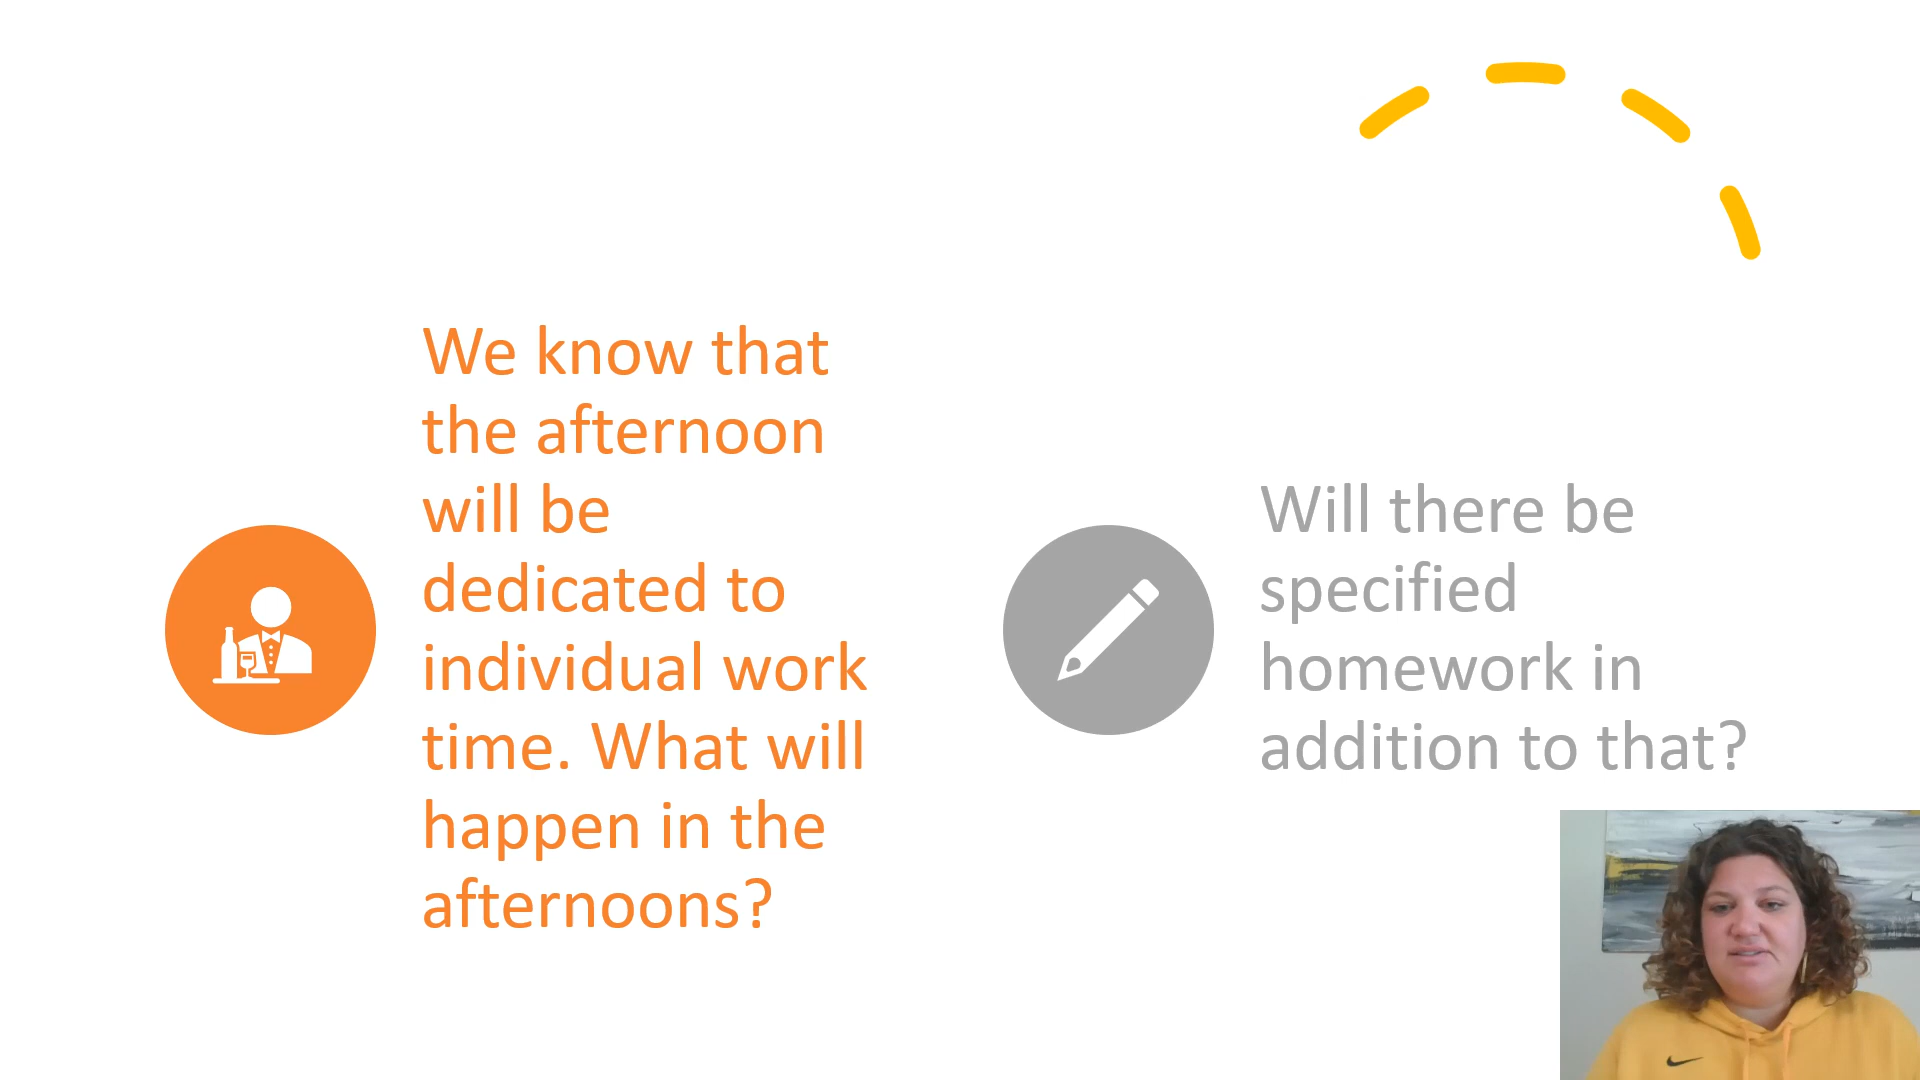 We know that
the afternoon
will be
dedicated to
individual work
time. What will
happen in the
afternoons?
Will there be
specified
homework in
addition to that?